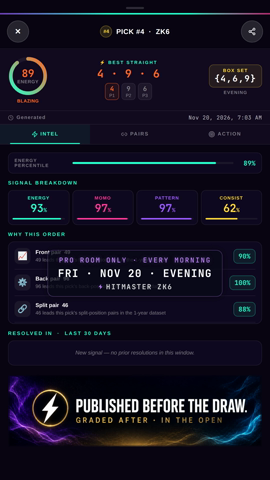 ✕
#4 PICK #4 · ZK6
89
ENERGY
BLAZING
⚡ BEST STRAIGHT
4 · 9 · 6
4 9 6
P1 P2 P3
BOX SET
{4,6,9}
EVENING
Generated
Nov 20, 2026, 7:03 AM
INTEL
PAIRS
ACTION
ENERGY
PERCENTILE
89%
SIGNAL BREAKDOWN
ENERGY MOMO PATTERN CONSIST
93% 97% 97% 62%
WHY THIS ORDER
Front pair
90%
PRO ROOM ONLY · EVERY MORNING
FRI · NOV 20 · EVENING
HITMASTER ZK6
100%
Split pair 46
46 leads this pick's split-position pairs in the 1-year dataset
88%
RESOLVED IN · LAST 30 DAYS
New signal — no prior resolutions in this window.
PUBLISHED BEFORE THE DRAW.
GRADED AFTER · IN THE OPEN